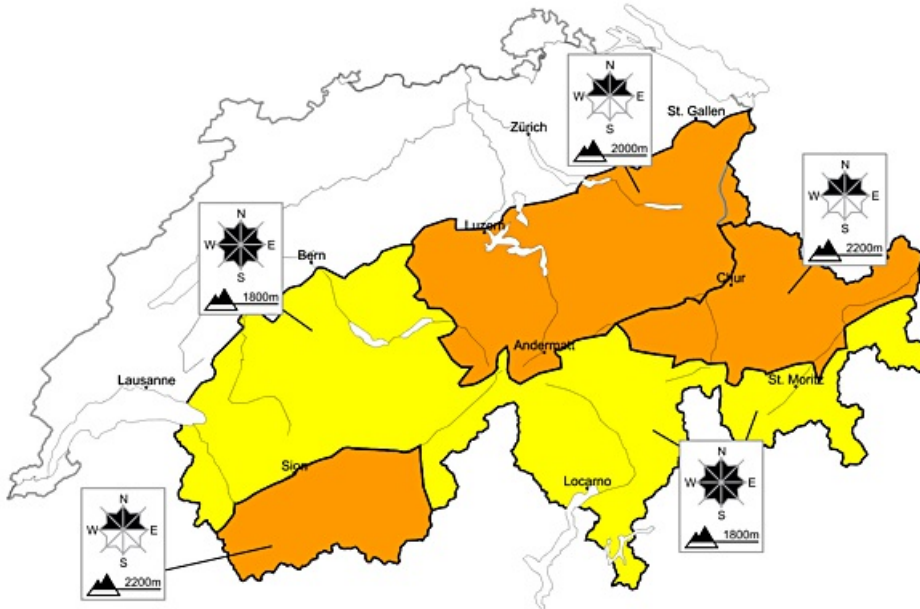 N
W E
S
2000m
St. Gallen
Zürich
N
W E
S
2200m
N
W E
S
1800m
Luzern
Bern
Chur
Andermatt
Lausanne
St. Moritz
Sion
Locarno
N
W E
S
1800m
N
W E
S
2200m